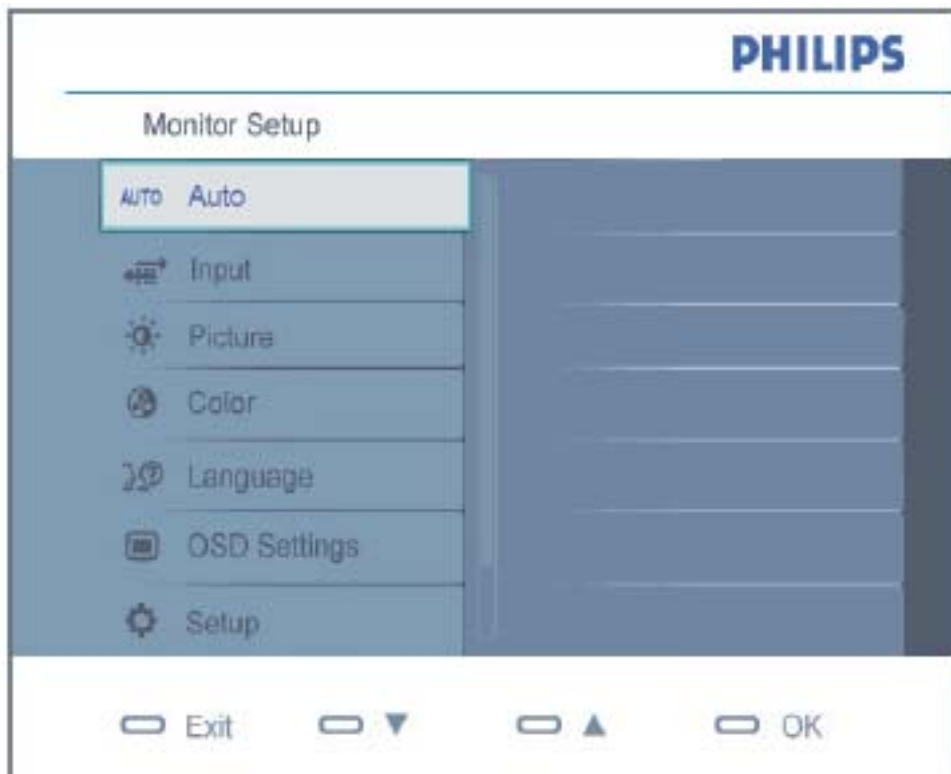 PHILIPS
Monitor Setup
AUTO Auto
Input
Picture
Color
Language
OSD Settings
Setup
Exit ▼ ▲ OK